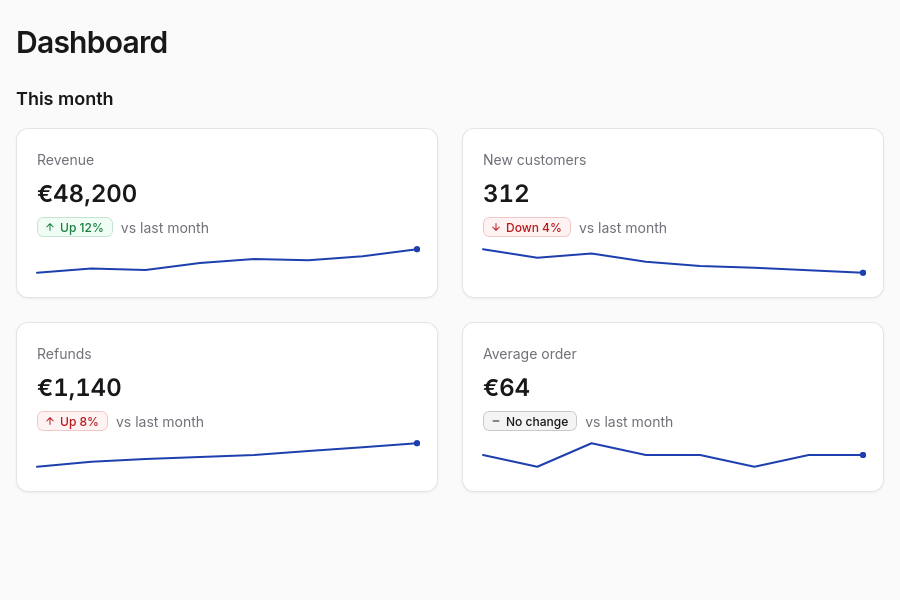 Dashboard
This month
Revenue
€48,200
↑ Up 12% vs last month
New customers
312
↓ Down 4% vs last month
Refunds
€1,140
↑ Up 8% vs last month
Average order
€64
− No change vs last month